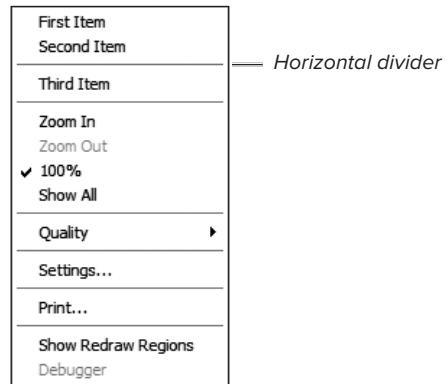 First Item
Second Item
Horizontal divider
Third Item
Zoom In
Zoom Out
100%
Show All
Quality
Settings...
Print...
Show Redraw Regions
Debugger